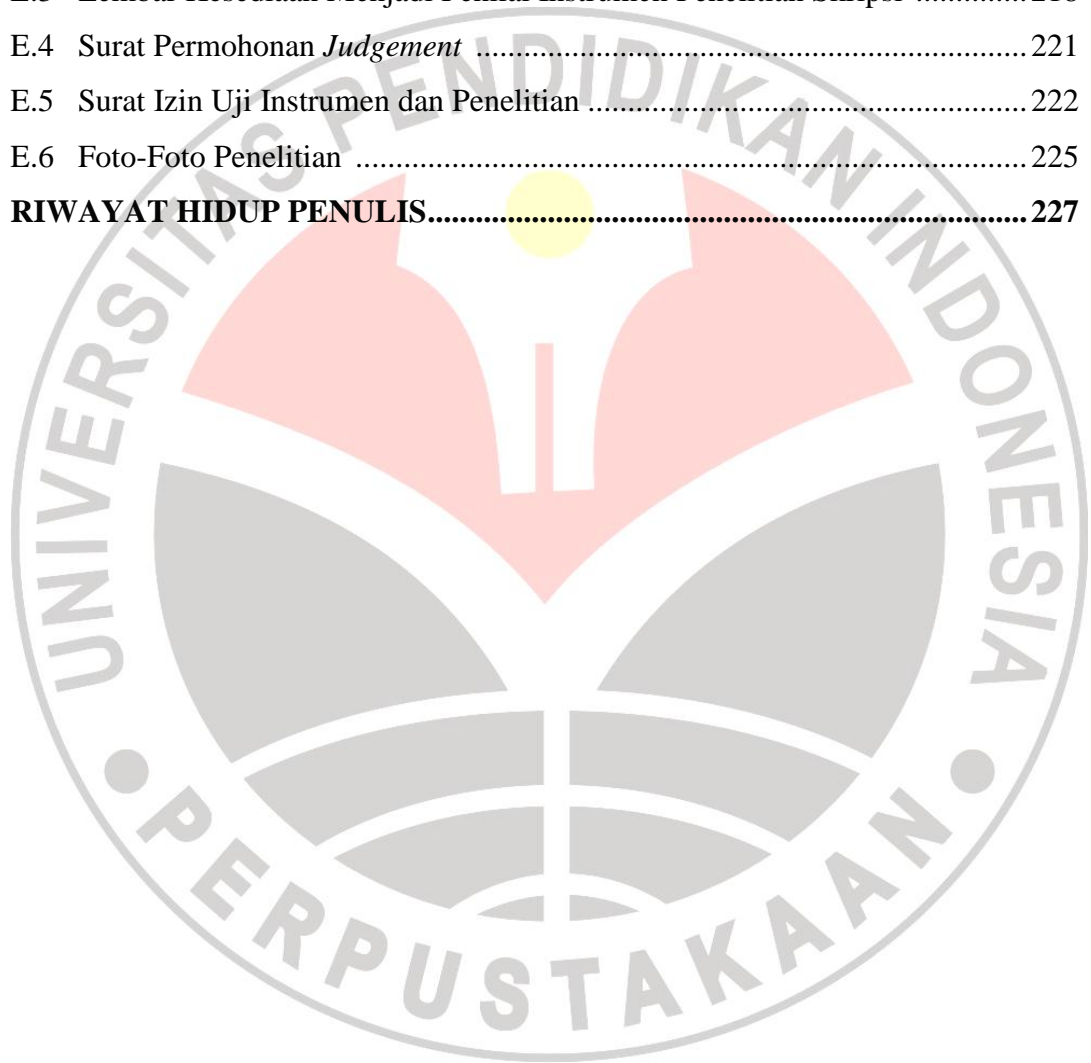 E.4 Surat Permohonan Judgement ..................................................................... 221
E.5 Surat Izin Uji Instrumen dan Penelitian ....................................................... 222
E.6 Foto-Foto Penelitian .................................................................................... 225
RIWAYAT HIDUP PENULIS........................................................................... 227
UNIVERSITAS PENDIDIKAN INDONESIA
PERPUSTAKAAN